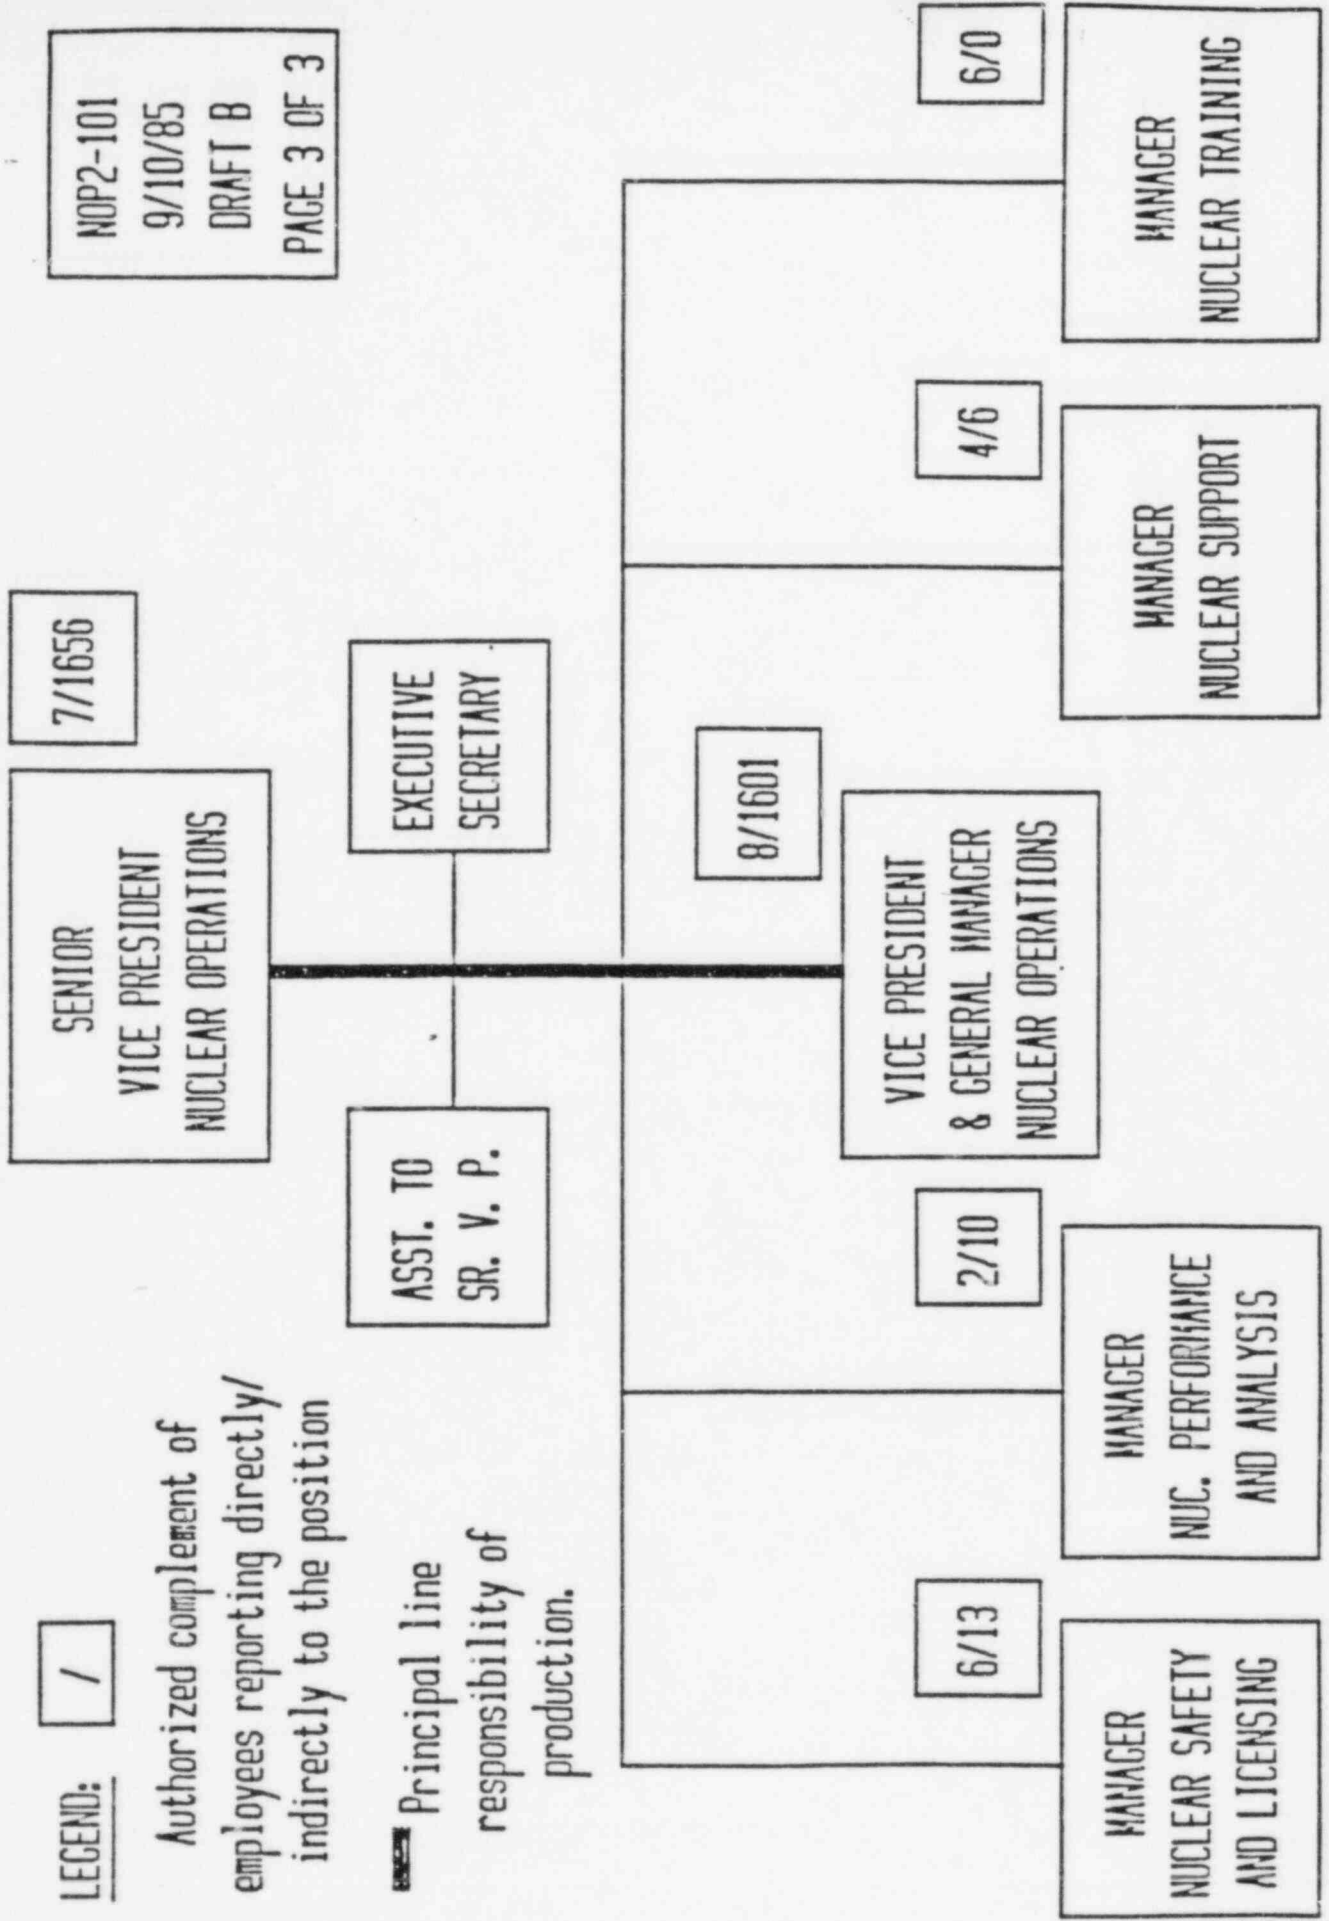 LEGEND:
/
Authorized complement of
employees reporting directly/
indirectly to the position
Principal line
responsibility of
production.
NOP2-101
9/10/85
DRAFT B
PAGE 3 OF 3
SENIOR
VICE PRESIDENT
NUCLEAR OPERATIONS
7/1656
ASST. TO
SR. V. P.
EXECUTIVE
SECRETARY
8/1601
VICE PRESIDENT
& GENERAL MANAGER
NUCLEAR OPERATIONS
6/13
MANAGER
NUCLEAR SAFETY
AND LICENSING
2/10
MANAGER
NUC. PERFORMANCE
AND ANALYSIS
4/6
MANAGER
NUCLEAR SUPPORT
6/0
MANAGER
NUCLEAR TRAINING